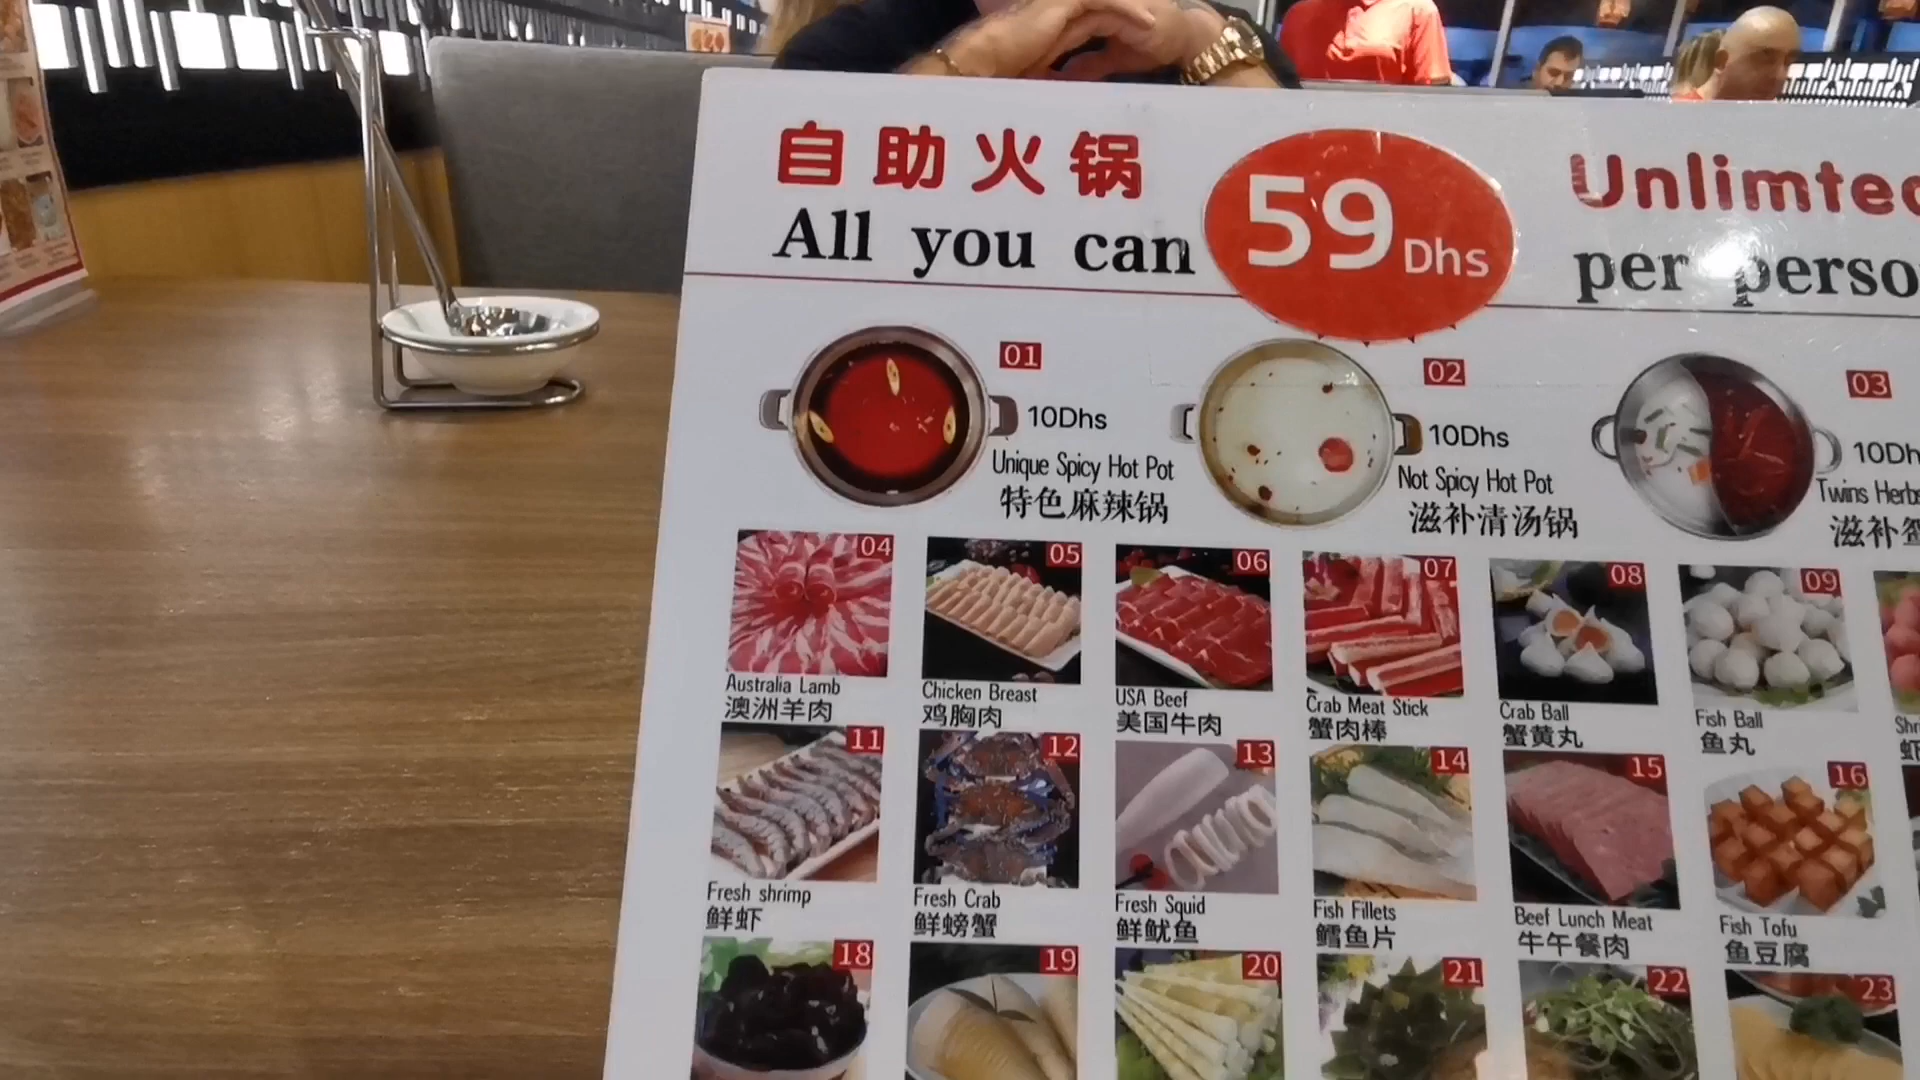 自助火锅
All you can
59 Dhs
per
01
10Dhs
Unique Spicy Hot Pot
特色麻辣锅
02
10Dhs
Not Spicy Hot Pot
滋补清汤锅
03
Twins
滋补
04
Australia Lamb
澳洲羊肉
05
Chicken Breast
鸡胸肉
06
USA Beef
美国牛肉
07
Crab Meat Stick
蟹肉棒
08
Crab Ball
蟹黄丸
09
Fish Ball
鱼丸
11
Fresh shrimp
鲜虾
12
Fresh Crab
鲜螃蟹
13
Fresh Squid
鲜鱿鱼
14
Fish Fillets
鳕鱼片
15
Beef Lunch Meat
牛午餐肉
16
Fish Tofu
鱼豆腐
18
19
20
21
22
23